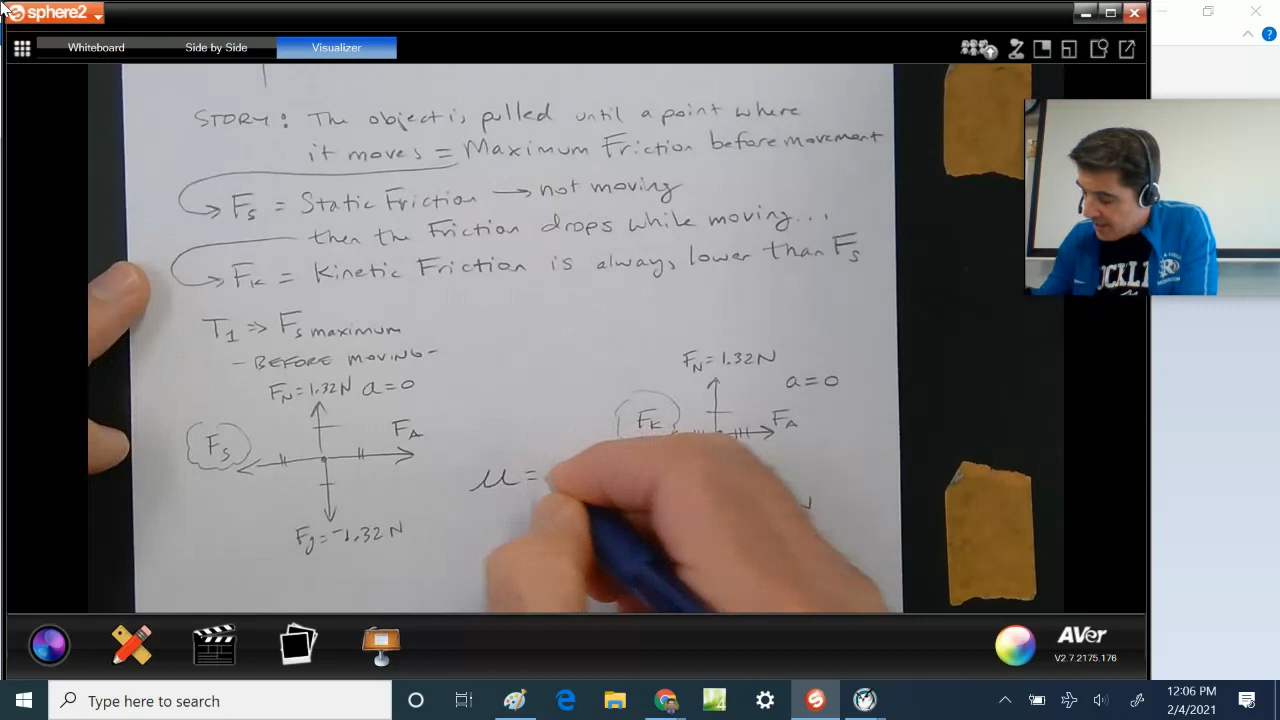 sphere2
Whiteboard
Side by Side
Visualizer
STORY: The object is pulled until a point where
it moves = Maximum Friction before movement
Fs = Static Friction → not moving
then the Friction drops while moving...
FK = Kinetic Friction is always lower than Fs
T1 ⇒ Fs maximum
- BEFORE MOVING -
FN = 1.32N a = 0
Fs
FA
Fg = -1.32N
FN = 1.32N
a = 0
FK
FA
μ =
AVer
V2.7.2175.176
Type here to search
12:06 PM
2/4/2021